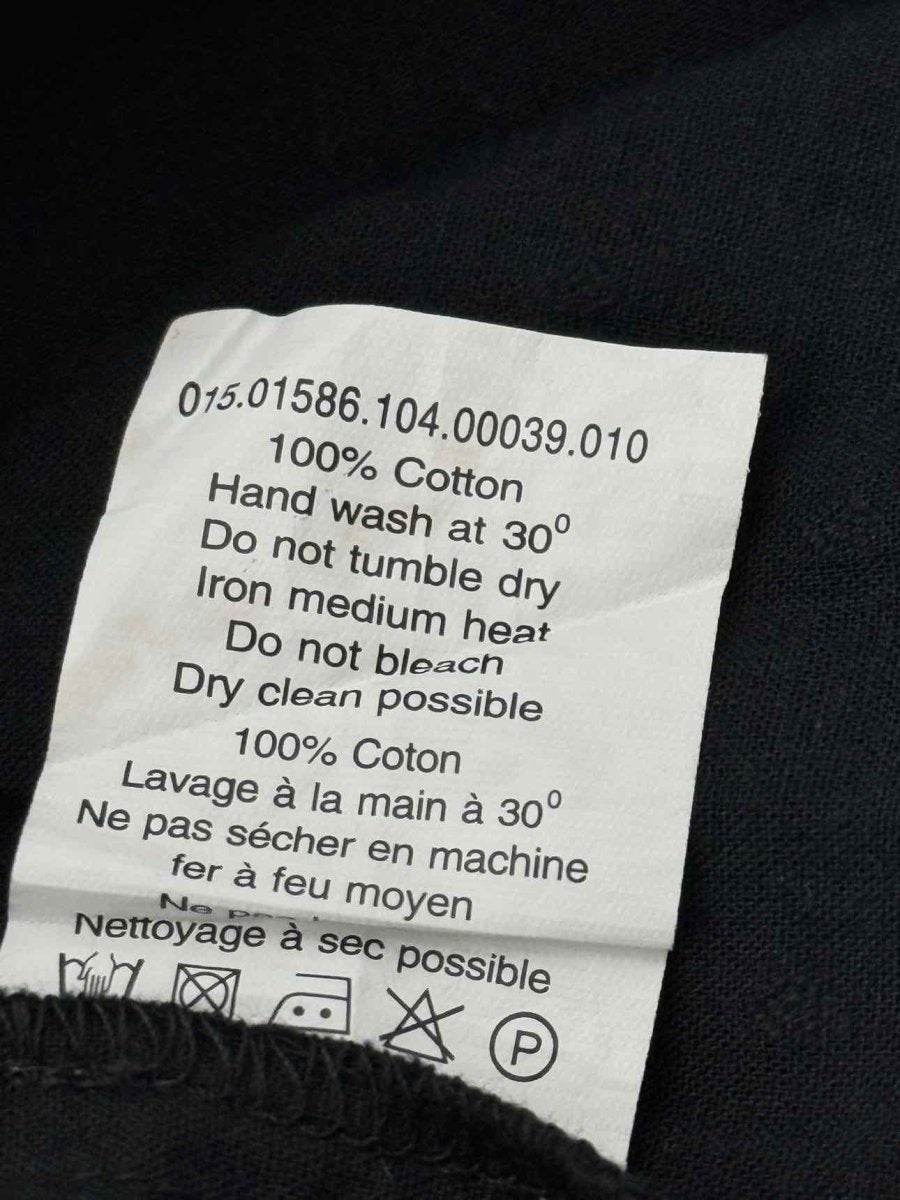 015.01586.104.00039.010
100% Cotton
Hand wash at 30⁰
Do not tumble dry
Iron medium heat
Do not bleach
Dry clean possible
100% Coton
Lavage à la main à 30⁰
Ne pas sécher en machine
fer à feu moyen
Ne
Nettoyage à sec possible
P